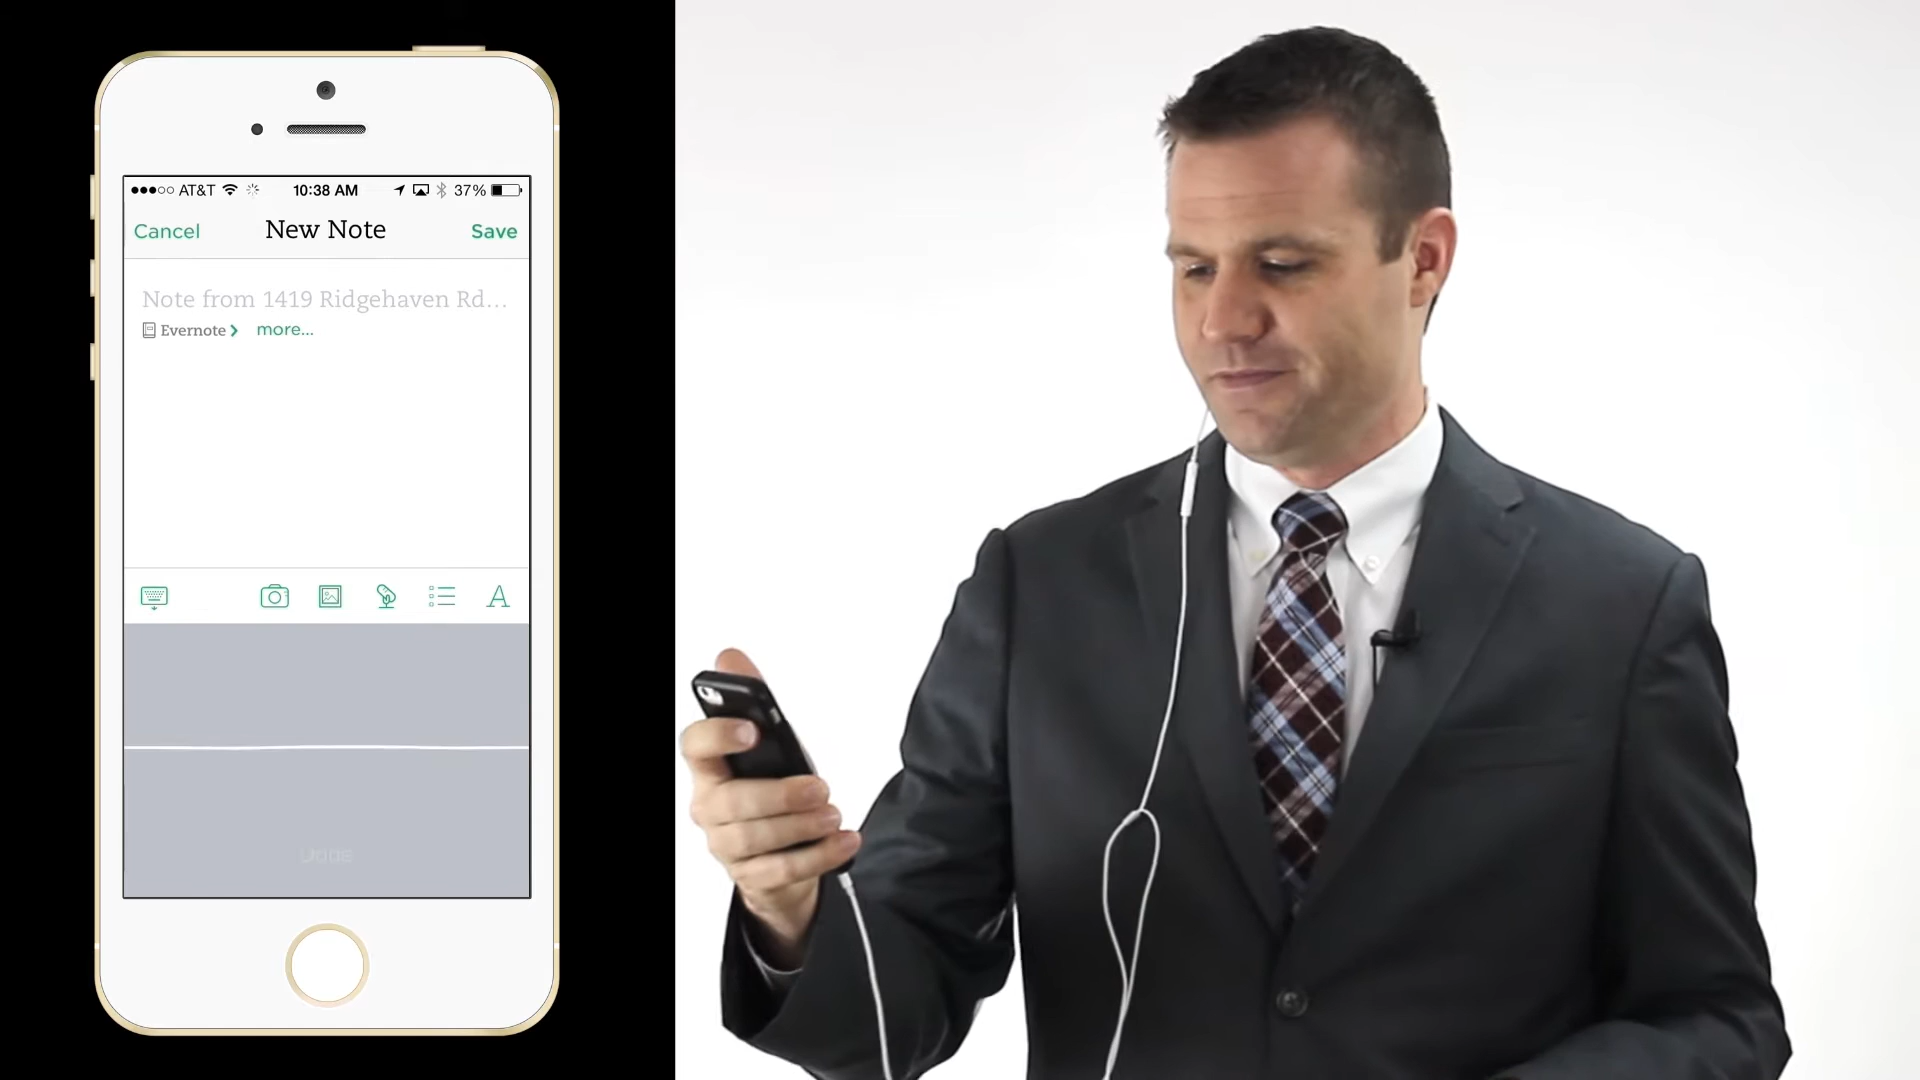 AT&T 10:38 AM 37%
Cancel New Note Save
Note from 1419 Ridgehaven Rd...
Evernote more...
A